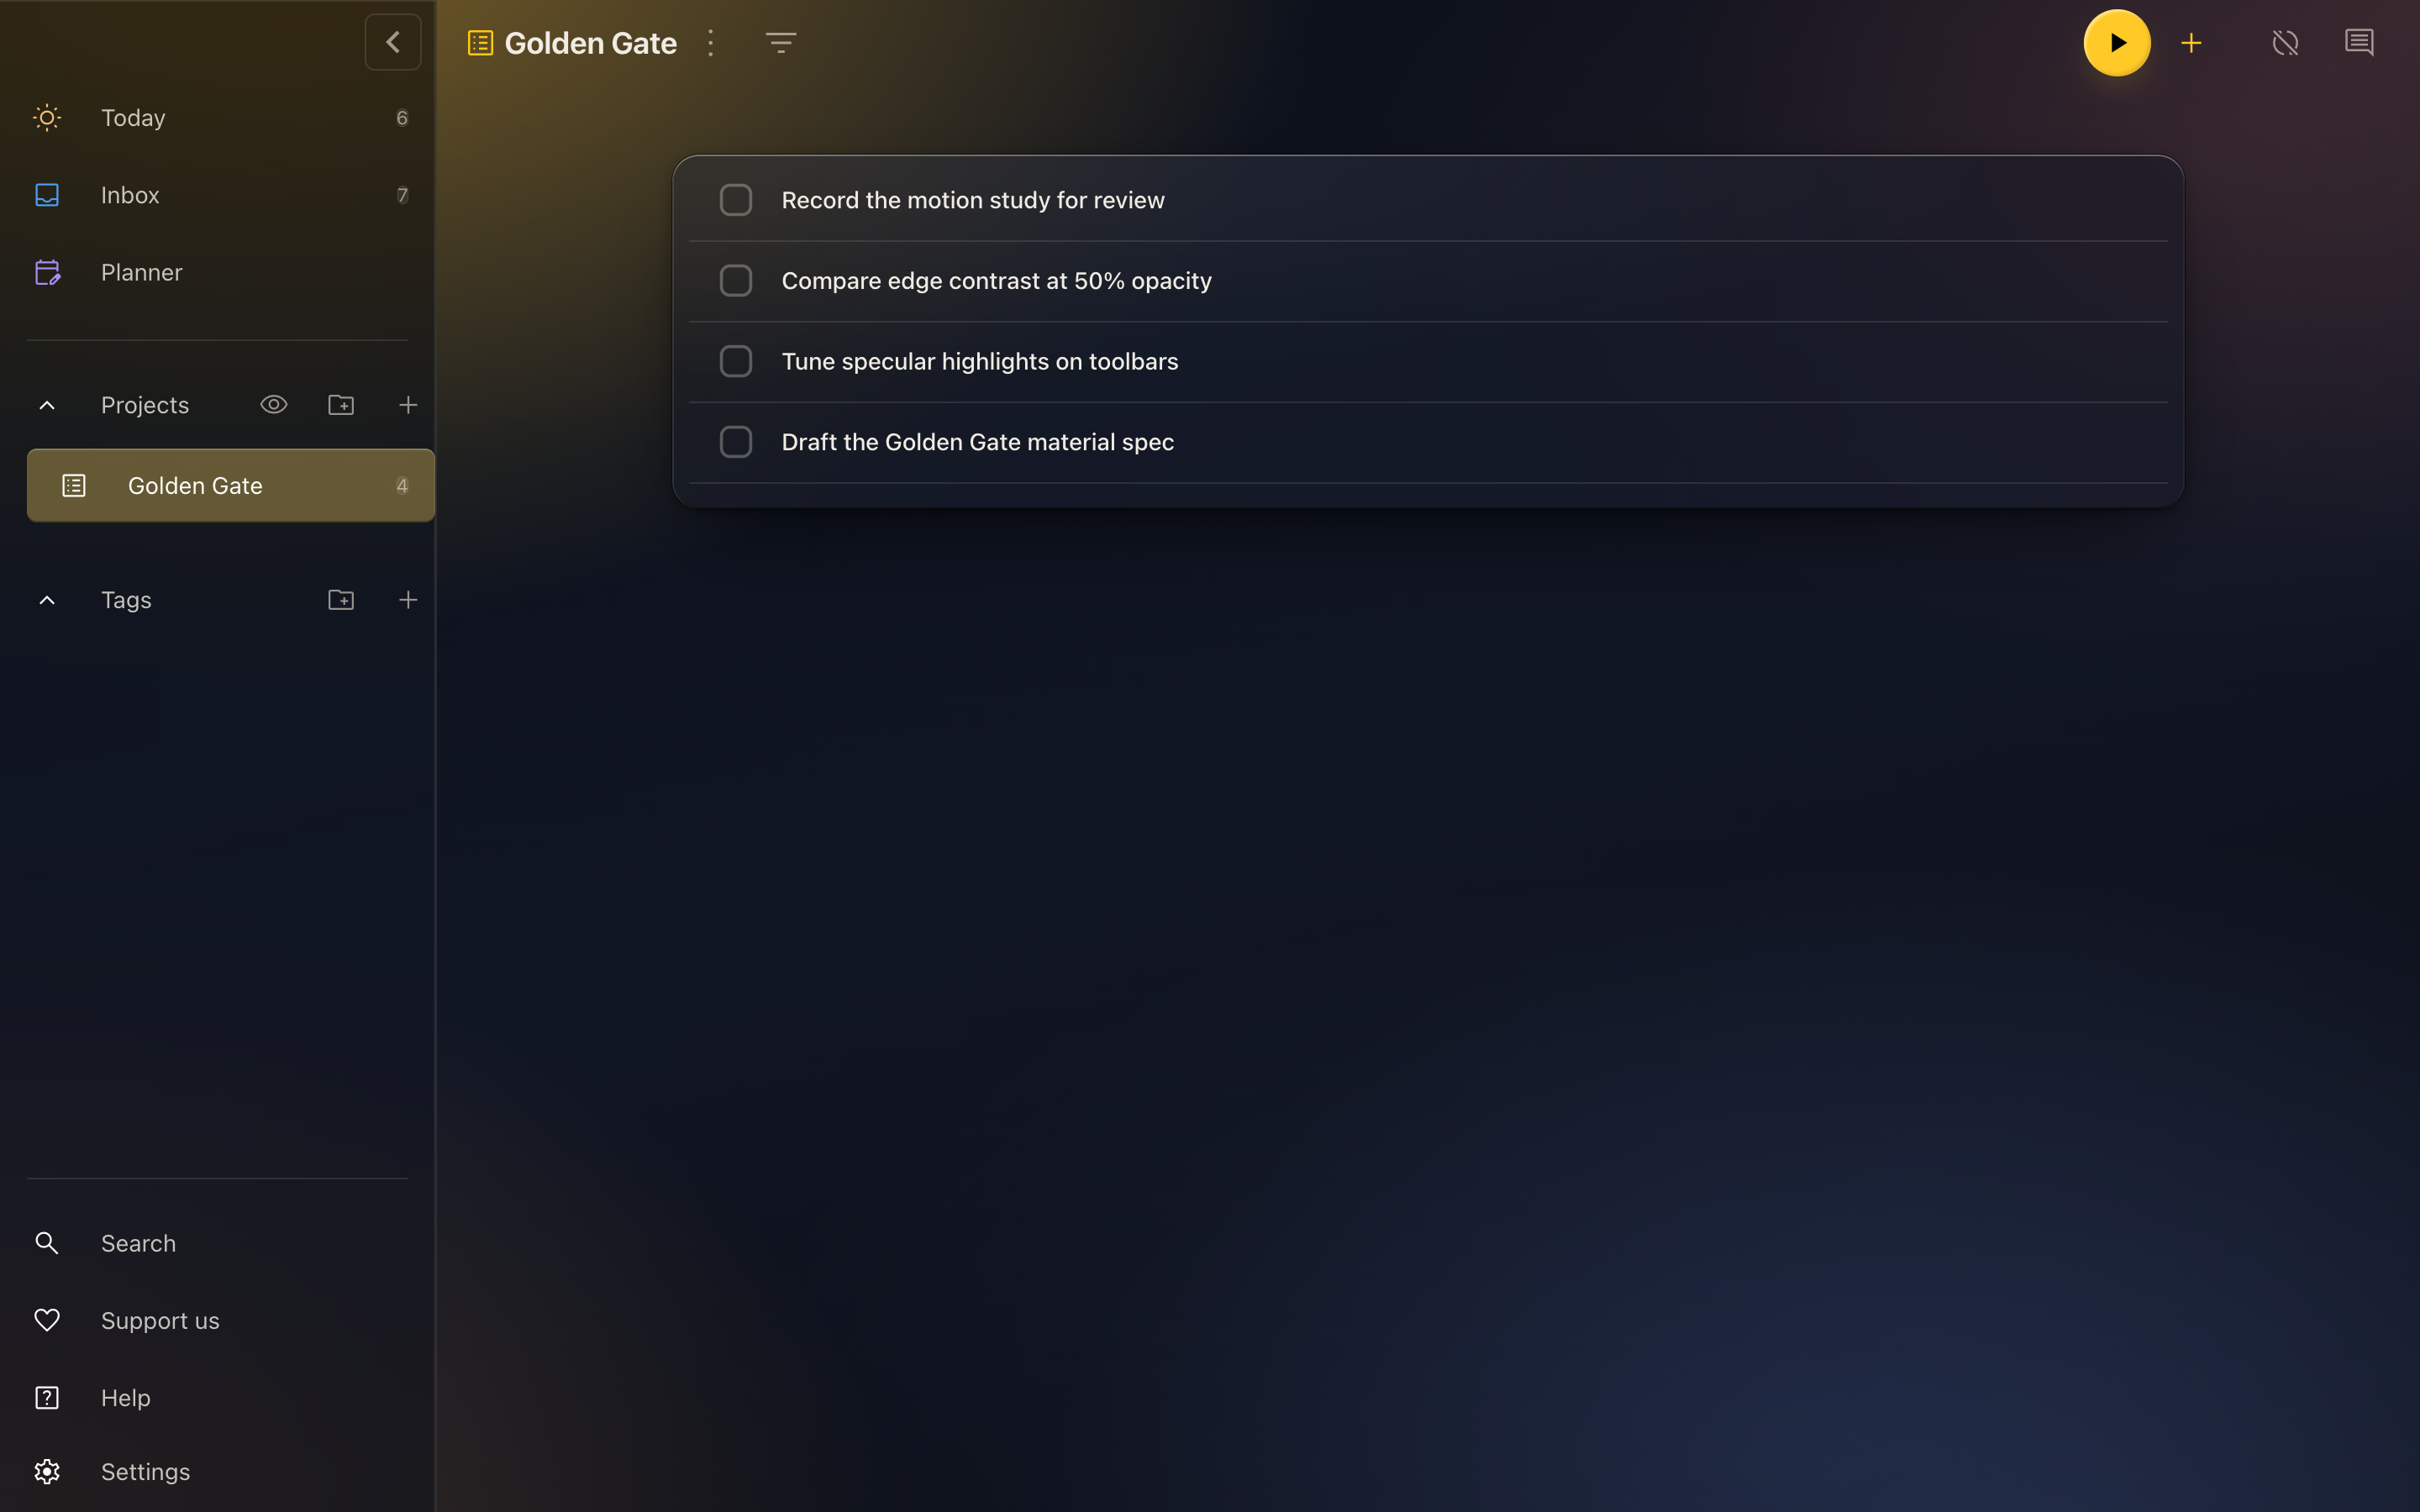 Golden Gate
Today 6
Inbox 7
Planner
Projects
Golden Gate 4
Tags
Search
Support us
Help
Settings
Record the motion study for review
Compare edge contrast at 50% opacity
Tune specular highlights on toolbars
Draft the Golden Gate material spec